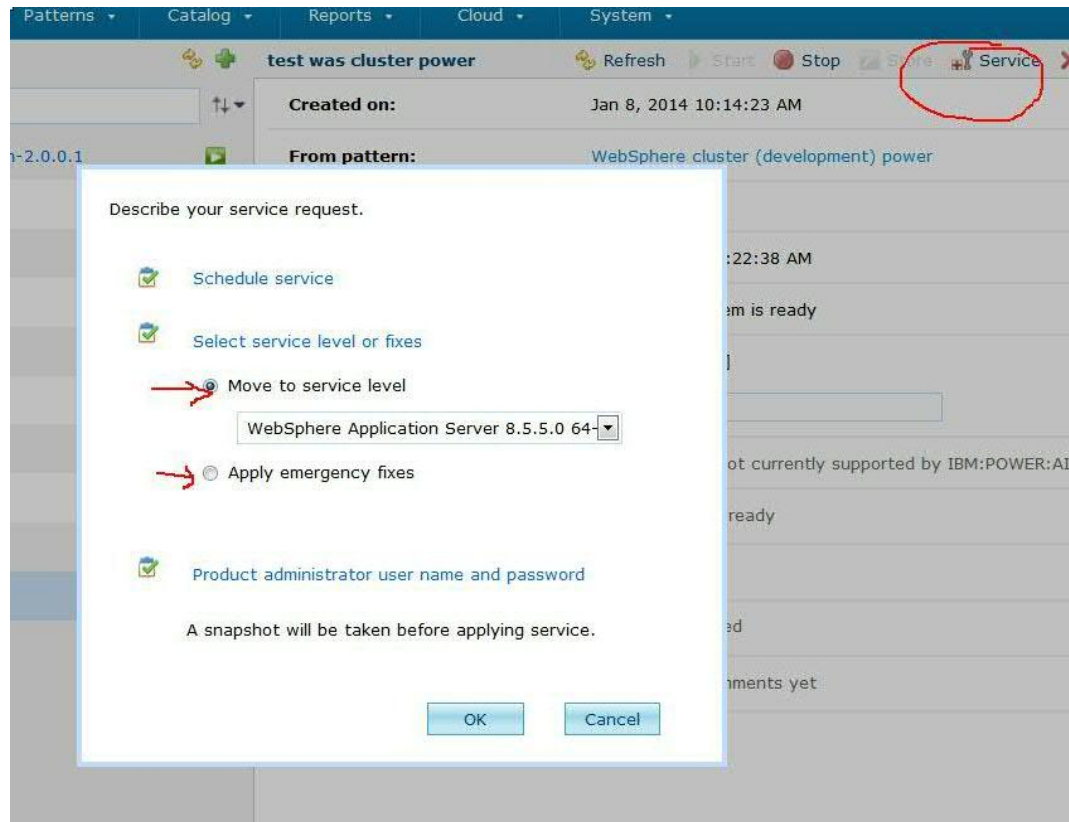 Patterns Catalog Reports Cloud System
test was cluster power Refresh Start Stop Store Service
Created on: Jan 8, 2014 10:14:23 AM
-2.0.0.1 From pattern: WebSphere cluster (development) power
Describe your service request.
:22:38 AM
Schedule service
em is ready
Select service level or fixes
]
Move to service level
WebSphere Application Server 8.5.5.0 64-
ot currently supported by IBM:POWER:AI
Apply emergency fixes
ready
Product administrator user name and password
ed
A snapshot will be taken before applying service.
nments yet
OK Cancel